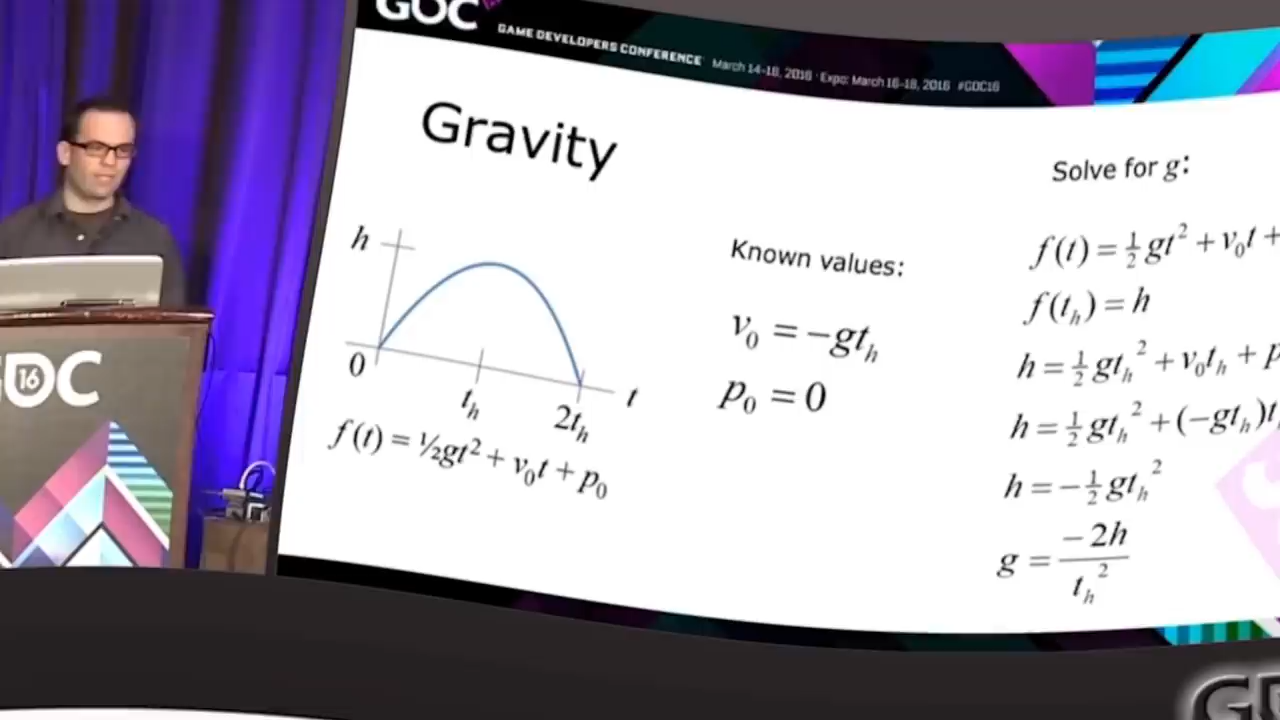 GDC
GAME DEVELOPERS CONFERENCE March 14-18, 2016 · Expo: March 16-18, 2016 #GDC16
Gravity
h
0
t_h
2t_h
t
f(t) = ½gt² + v₀t + p₀
Known values:
v₀ = −gt_h
p₀ = 0
Solve for g:
f(t) = ½gt² + v₀t +
f(t_h) = h
h = ½gt_h² + v₀t_h + p
h = ½gt_h² + (−gt_h)t
h = −½gt_h²
g = −2h / t_h²
GDC
16